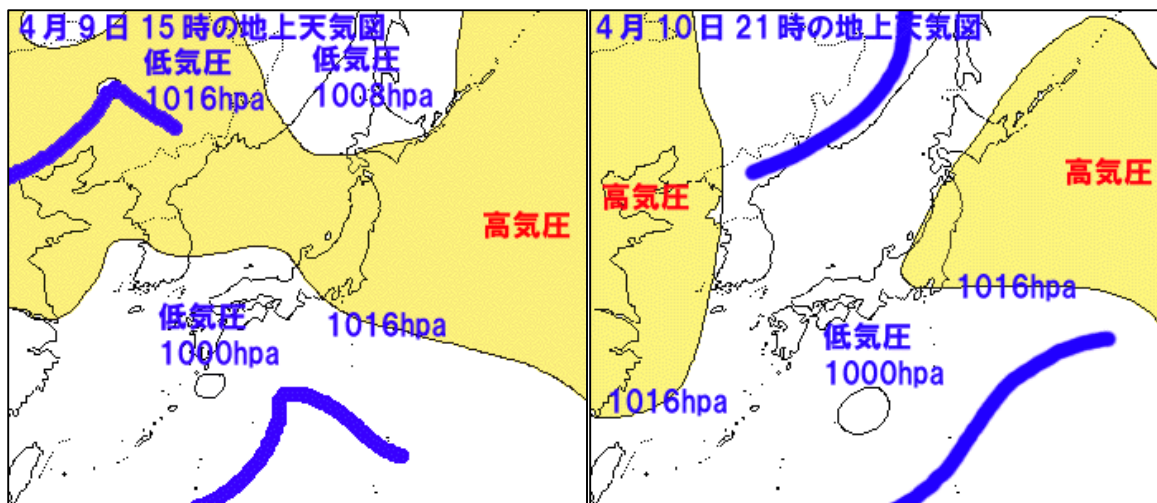 4月9日15時の地上天気図
低気圧
1016hpa
低気圧
1008hpa
高気圧
低気圧
1000hpa
1016hpa
4月10日21時の地上天気図
高気圧
高気圧
1016hpa
低気圧
1000hpa
1016hpa